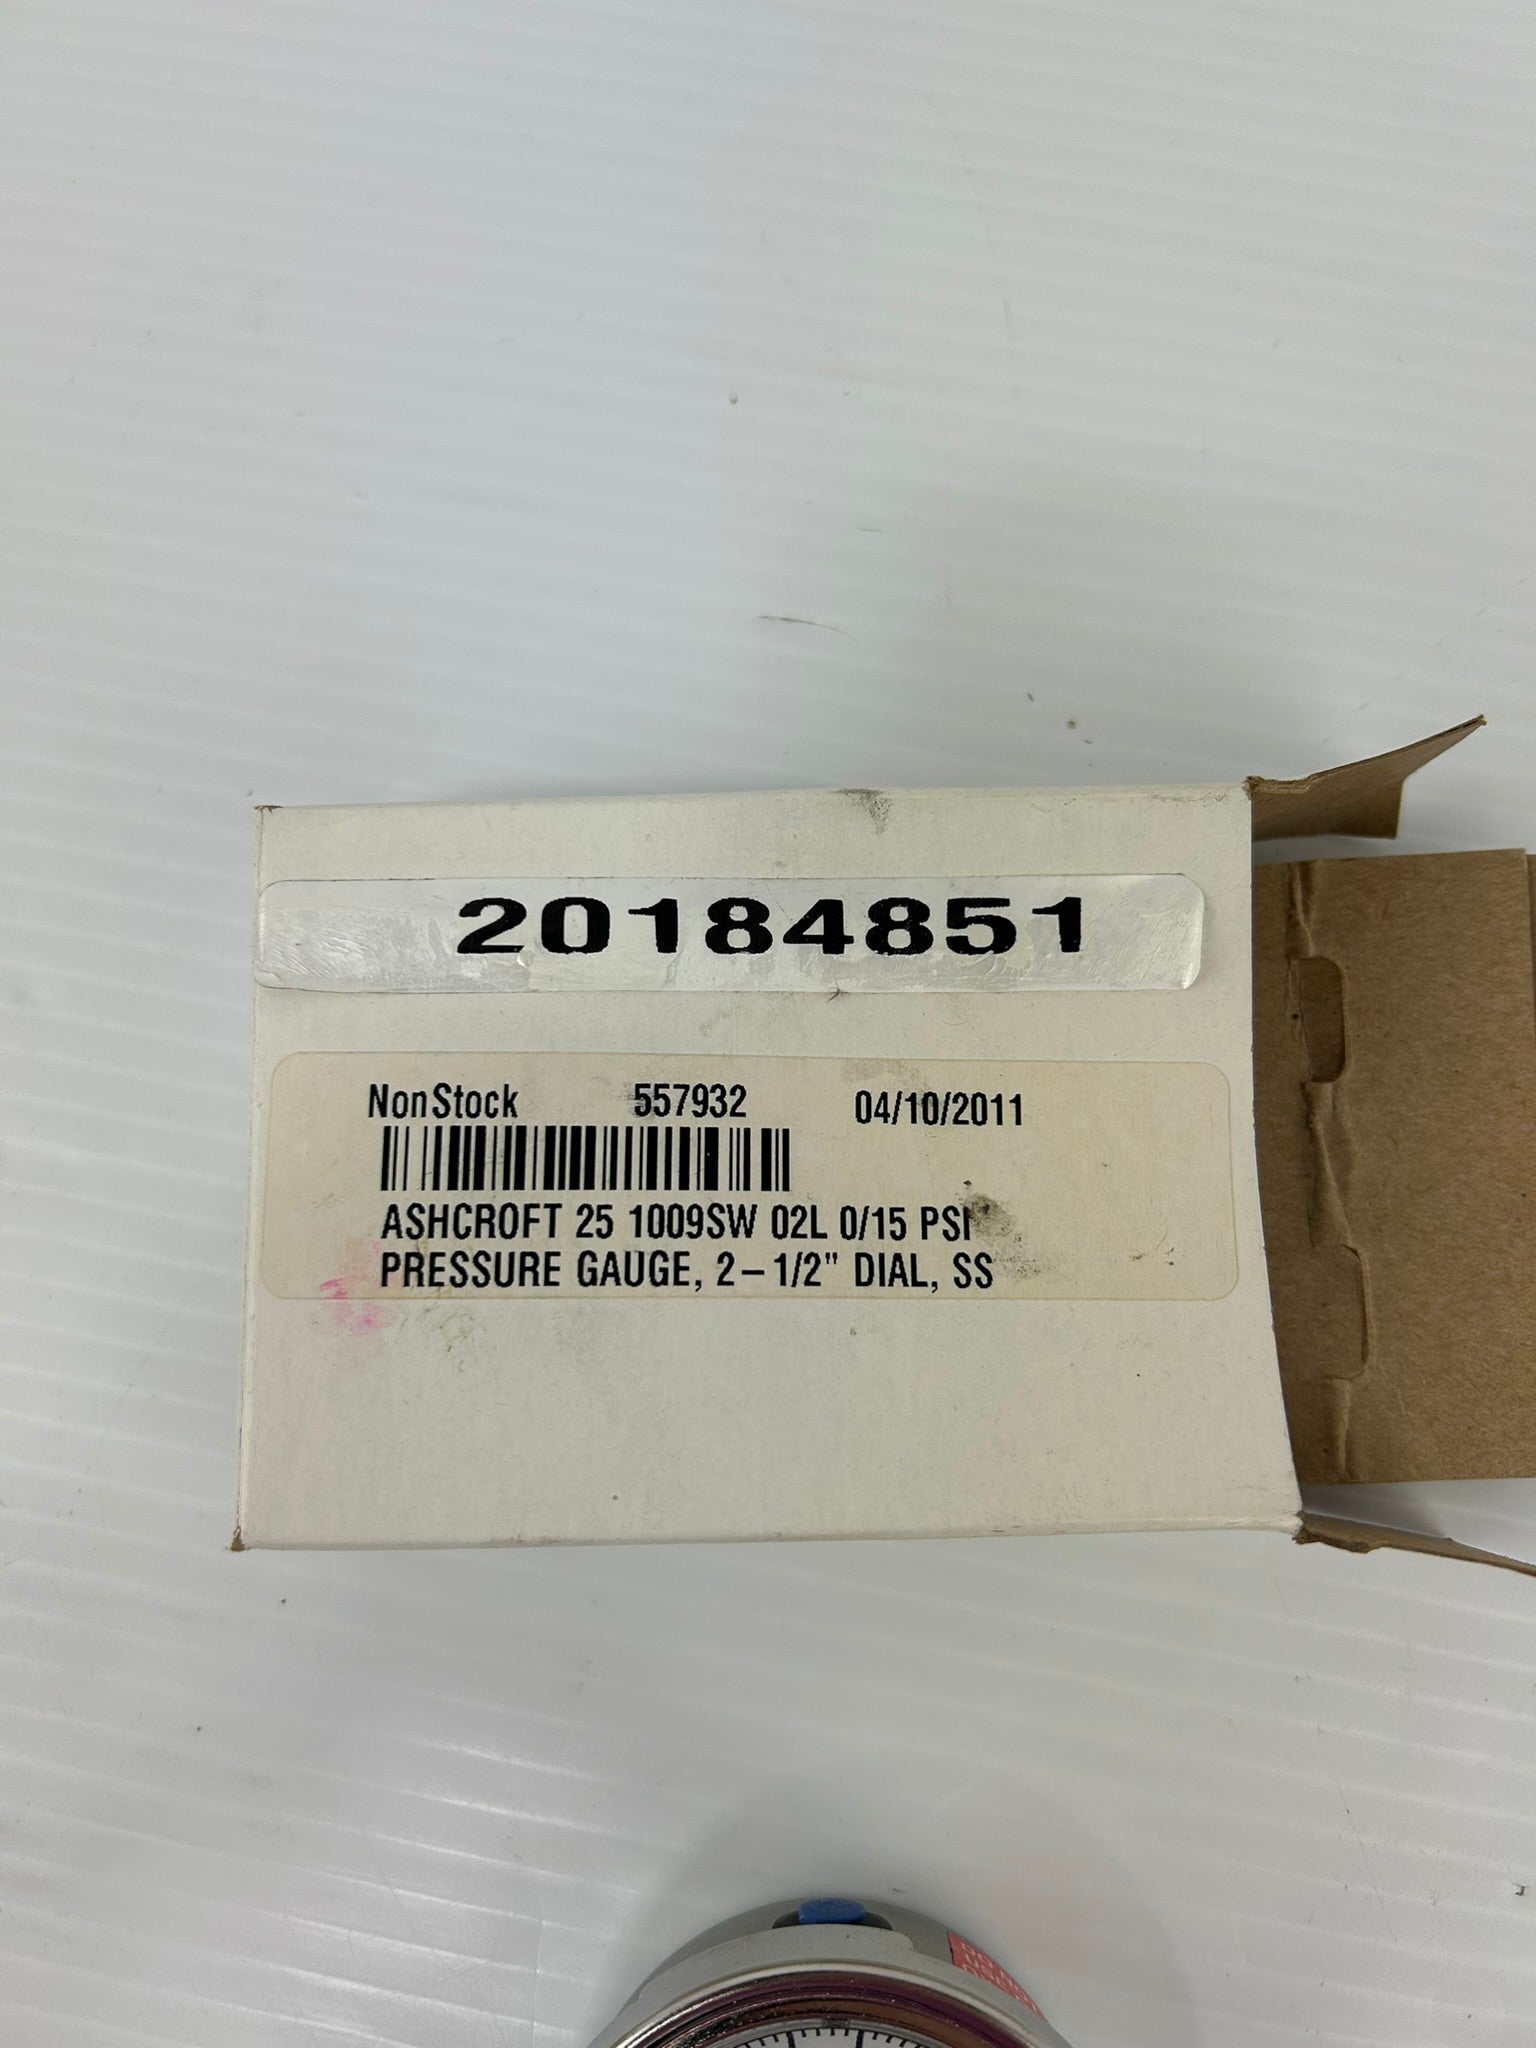 20184851
NonStock 557932 04/10/2011
ASHCROFT 25 1009SW 02L 0/15 PSI
PRESSURE GAUGE, 2-1/2" DIAL, SS